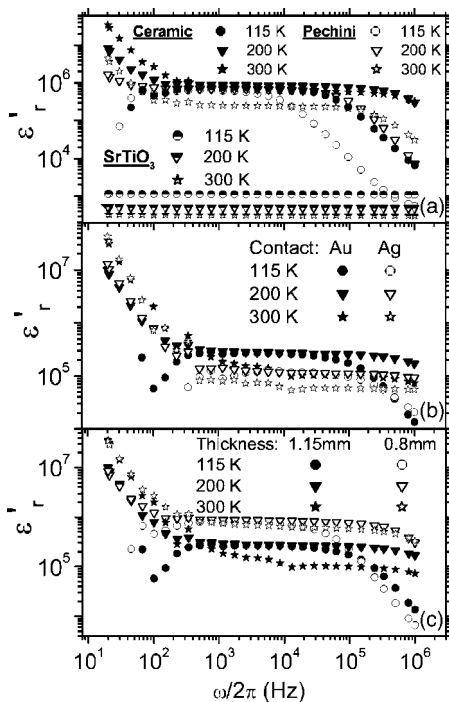 Ceramic Pechini
115 K 115 K
200 K 200 K
300 K 300 K
10⁶
ε'r
10⁴
115 K
SrTiO₃ 200 K
300 K
(a)
Contact: Au Ag
10⁷
115 K
200 K
300 K
ε'r
10⁵
(b)
Thickness: 1.15mm 0.8mm
115 K
200 K
300 K
10⁷
ε'r
10⁵
(c)
10¹ 10² 10³ 10⁴ 10⁵ 10⁶
ω/2π (Hz)